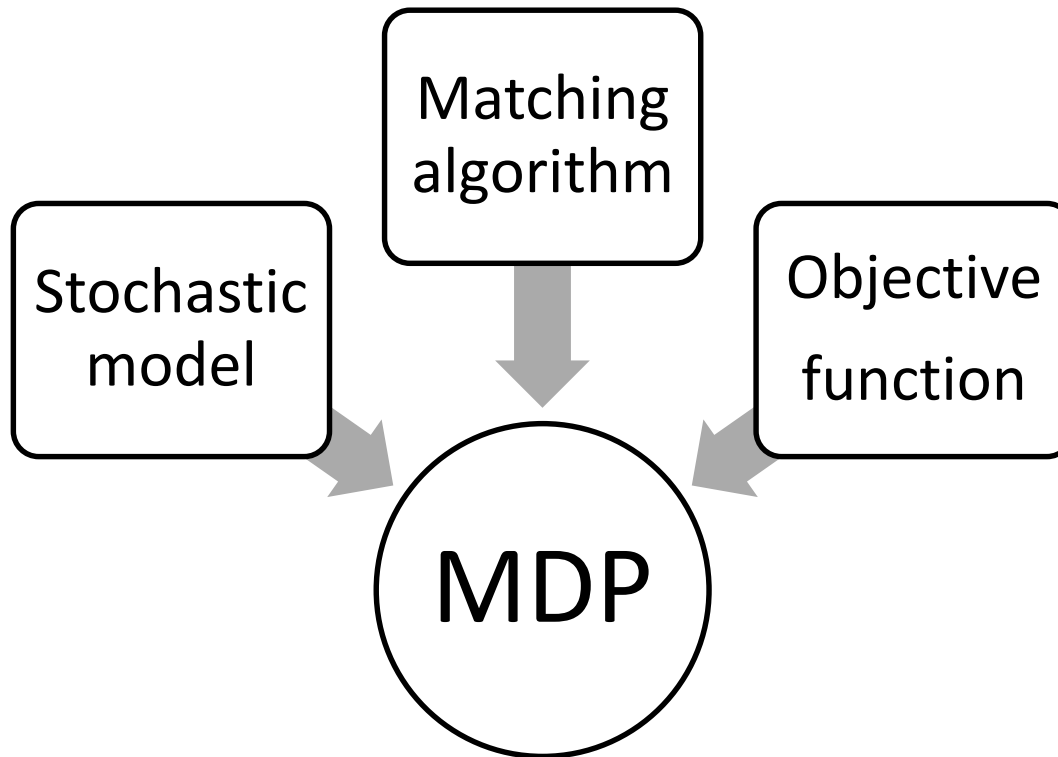 Matching
algorithm
Stochastic
model
Objective
function
MDP